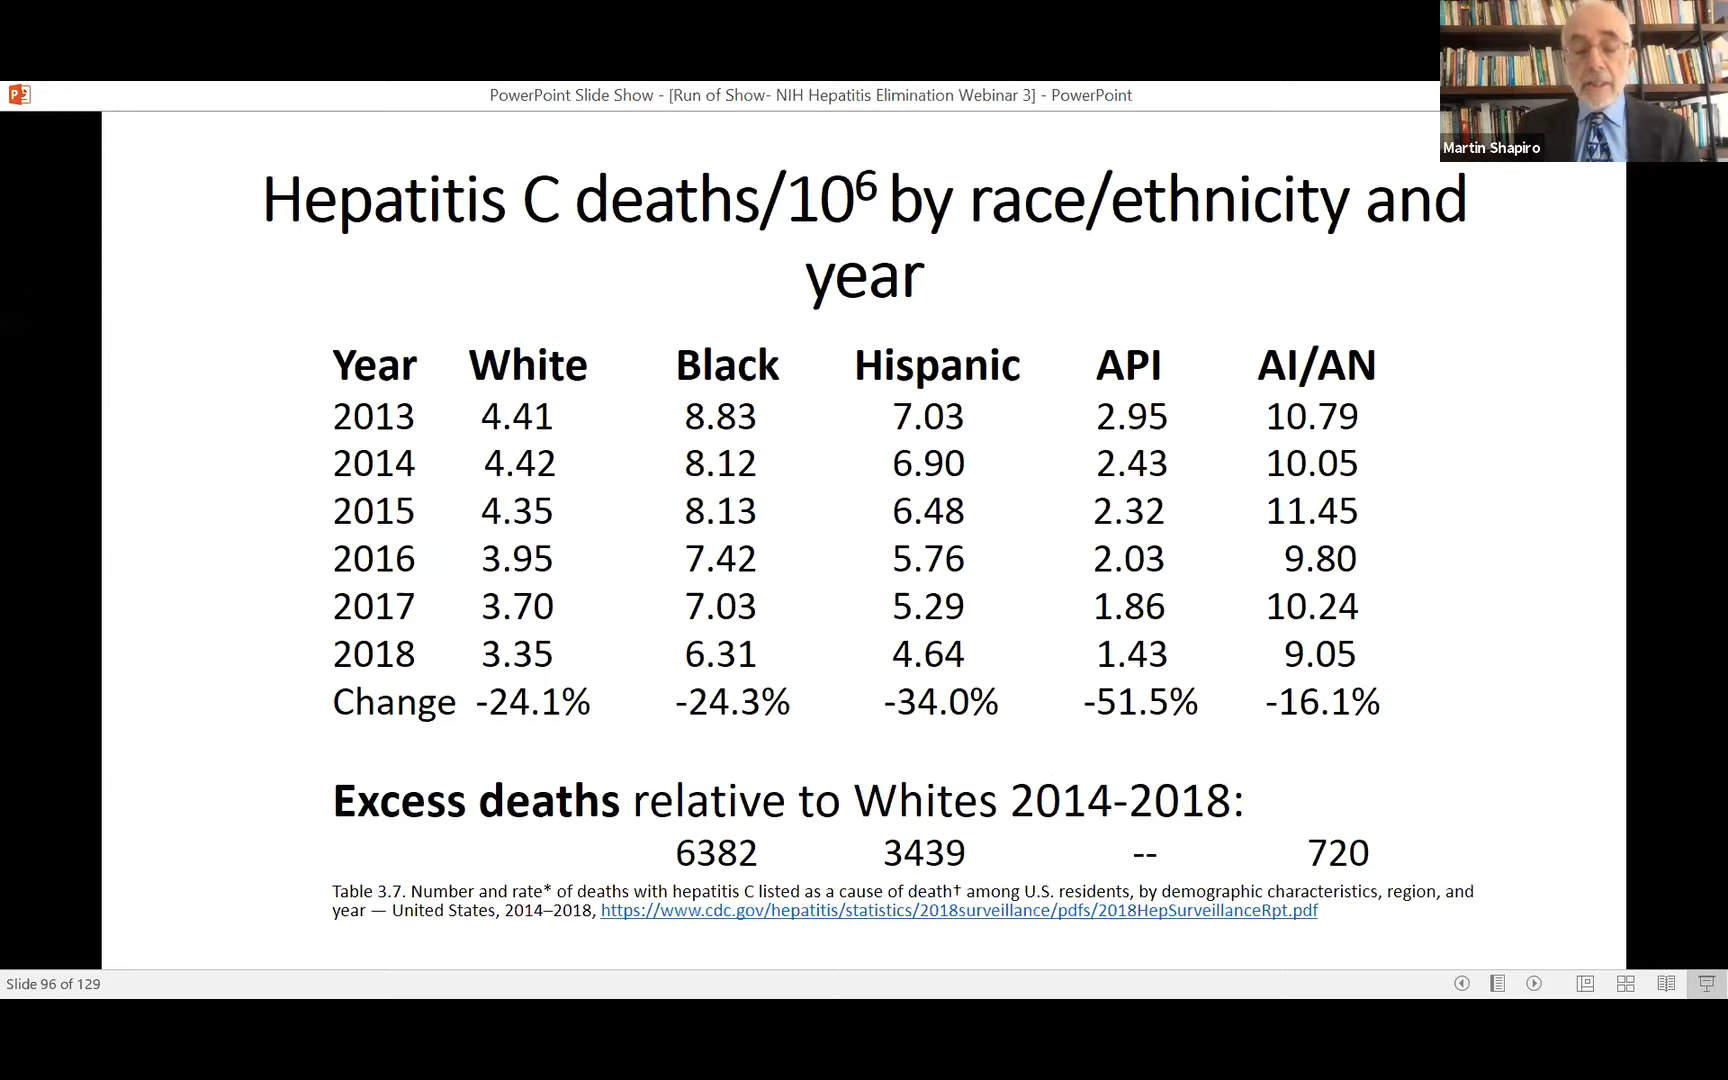 PowerPoint Slide Show - [Run of Show- NIH Hepatitis Elimination Webinar 3] - PowerPoint
Martin Shapiro
Hepatitis C deaths/10⁶ by race/ethnicity and
year
Year White Black Hispanic API AI/AN
2013 4.41 8.83 7.03 2.95 10.79
2014 4.42 8.12 6.90 2.43 10.05
2015 4.35 8.13 6.48 2.32 11.45
2016 3.95 7.42 5.76 2.03 9.80
2017 3.70 7.03 5.29 1.86 10.24
2018 3.35 6.31 4.64 1.43 9.05
Change -24.1% -24.3% -34.0% -51.5% -16.1%
Excess deaths relative to Whites 2014-2018:
6382 3439 -- 720
Table 3.7. Number and rate* of deaths with hepatitis C listed as a cause of death† among U.S. residents, by demographic characteristics, region, and
year — United States, 2014–2018, https://www.cdc.gov/hepatitis/statistics/2018surveillance/pdfs/2018HepSurveillanceRpt.pdf
Slide 96 of 129